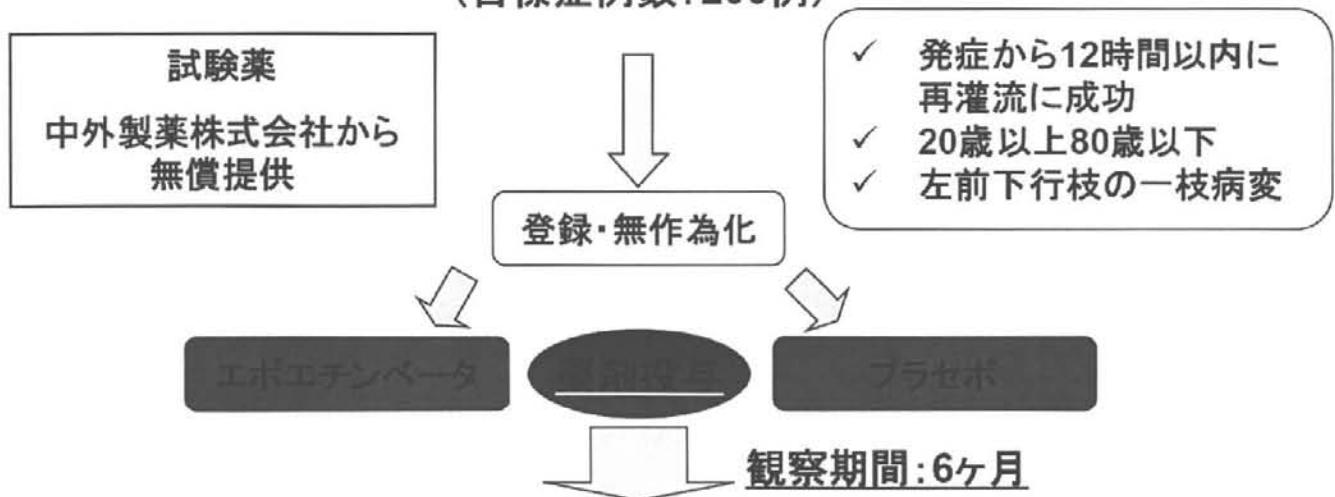 試験薬
中外製薬株式会社から
無償提供
✓ 発症から12時間以内に
再灌流に成功
✓ 20歳以上80歳以下
✓ 左前下行枝の一枝病変
登録・無作為化
エポエチンベータ
薬剤投与
プラセボ
観察期間:6ヶ月